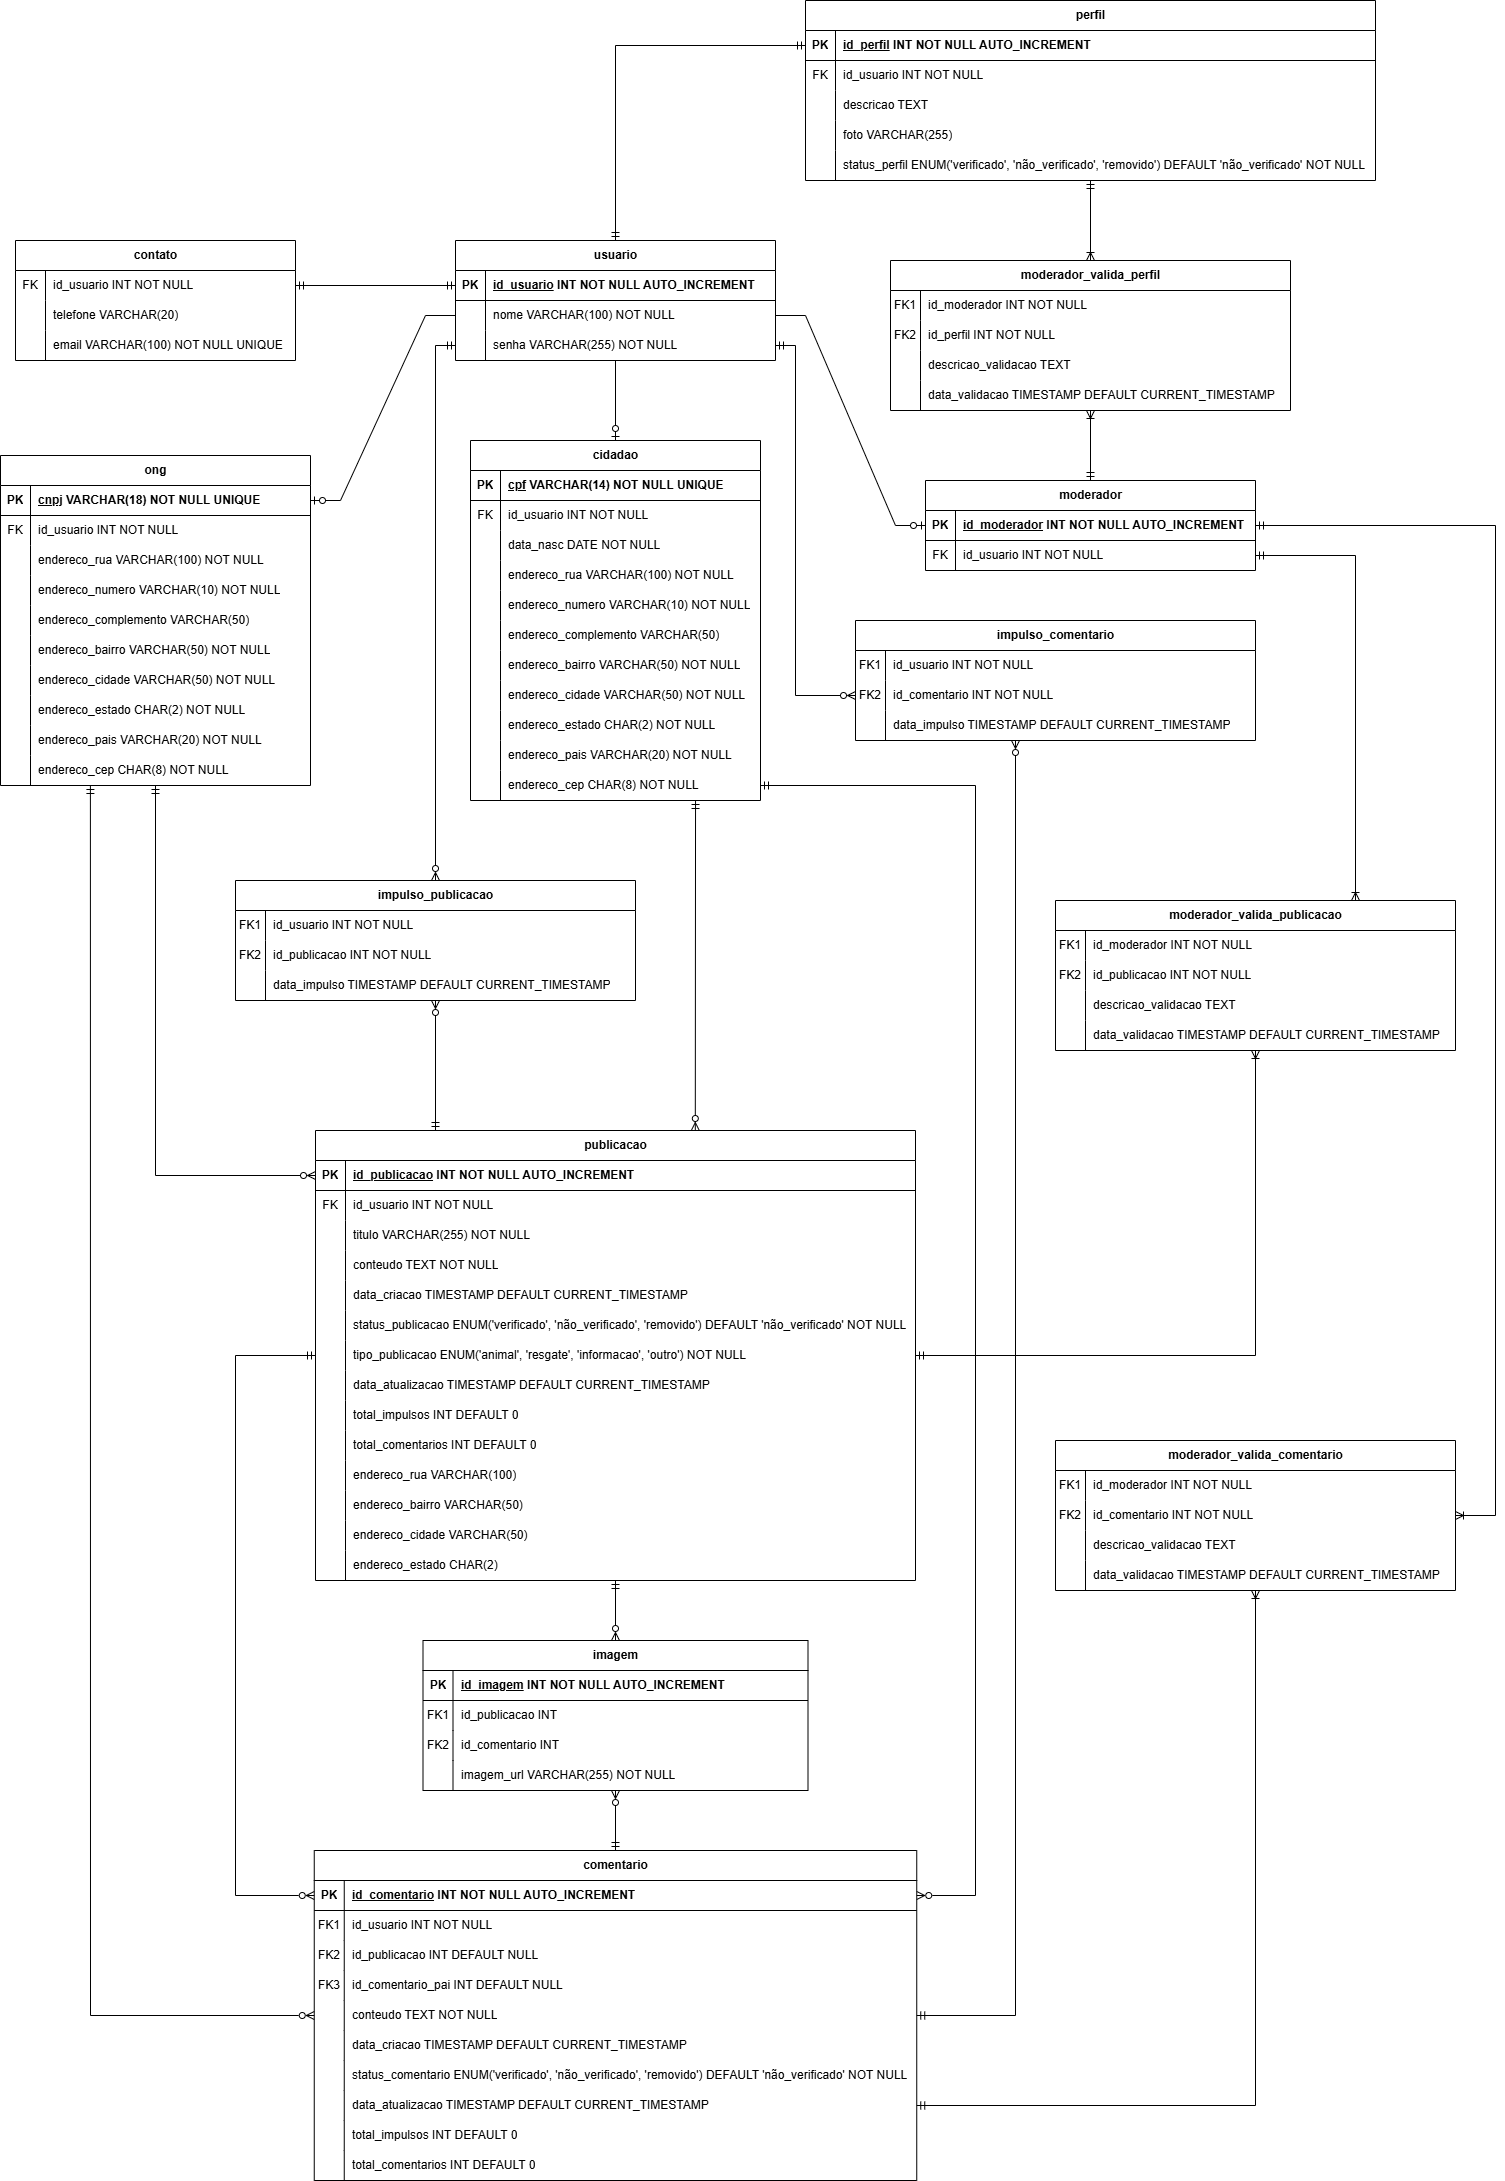 perfil
PK id_perfil INT NOT NULL AUTO_INCREMENT
FK id_usuario INT NOT NULL
descricao TEXT
foto VARCHAR(255)
status_perfil ENUM('verificado', 'não_verificado', 'removido') DEFAULT 'não_verificado' NOT NULL
contato
FK id_usuario INT NOT NULL
telefone VARCHAR(20)
email VARCHAR(100) NOT NULL UNIQUE
usuario
PK id_usuario INT NOT NULL AUTO_INCREMENT
nome VARCHAR(100) NOT NULL
senha VARCHAR(255) NOT NULL
moderador_valida_perfil
FK1 id_moderador INT NOT NULL
FK2 id_perfil INT NOT NULL
descricao_validacao TEXT
data_validacao TIMESTAMP DEFAULT CURRENT_TIMESTAMP
ong
PK cnpj VARCHAR(18) NOT NULL UNIQUE
FK id_usuario INT NOT NULL
endereco_rua VARCHAR(100) NOT NULL
endereco_numero VARCHAR(10) NOT NULL
endereco_complemento VARCHAR(50)
endereco_bairro VARCHAR(50) NOT NULL
endereco_cidade VARCHAR(50) NOT NULL
endereco_estado CHAR(2) NOT NULL
endereco_pais VARCHAR(20) NOT NULL
endereco_cep CHAR(8) NOT NULL
cidadao
PK cpf VARCHAR(14) NOT NULL UNIQUE
FK id_usuario INT NOT NULL
data_nasc DATE NOT NULL
endereco_rua VARCHAR(100) NOT NULL
endereco_numero VARCHAR(10) NOT NULL
endereco_complemento VARCHAR(50)
endereco_bairro VARCHAR(50) NOT NULL
endereco_cidade VARCHAR(50) NOT NULL
endereco_estado CHAR(2) NOT NULL
endereco_pais VARCHAR(20) NOT NULL
endereco_cep CHAR(8) NOT NULL
moderador
PK id_moderador INT NOT NULL AUTO_INCREMENT
FK id_usuario INT NOT NULL
impulso_comentario
FK1 id_usuario INT NOT NULL
FK2 id_comentario INT NOT NULL
data_impulso TIMESTAMP DEFAULT CURRENT_TIMESTAMP
impulso_publicacao
FK1 id_usuario INT NOT NULL
FK2 id_publicacao INT NOT NULL
data_impulso TIMESTAMP DEFAULT CURRENT_TIMESTAMP
moderador_valida_publicacao
FK1 id_moderador INT NOT NULL
FK2 id_publicacao INT NOT NULL
descricao_validacao TEXT
data_validacao TIMESTAMP DEFAULT CURRENT_TIMESTAMP
publicacao
PK id_publicacao INT NOT NULL AUTO_INCREMENT
FK id_usuario INT NOT NULL
titulo VARCHAR(255) NOT NULL
conteudo TEXT NOT NULL
data_criacao TIMESTAMP DEFAULT CURRENT_TIMESTAMP
status_publicacao ENUM('verificado', 'não_verificado', 'removido') DEFAULT 'não_verificado' NOT NULL
tipo_publicacao ENUM('animal', 'resgate', 'informacao', 'outro') NOT NULL
data_atualizacao TIMESTAMP DEFAULT CURRENT_TIMESTAMP
total_impulsos INT DEFAULT 0
total_comentarios INT DEFAULT 0
endereco_rua VARCHAR(100)
endereco_bairro VARCHAR(50)
endereco_cidade VARCHAR(50)
endereco_estado CHAR(2)
moderador_valida_comentario
FK1 id_moderador INT NOT NULL
FK2 id_comentario INT NOT NULL
descricao_validacao TEXT
data_validacao TIMESTAMP DEFAULT CURRENT_TIMESTAMP
imagem
PK id_imagem INT NOT NULL AUTO_INCREMENT
FK1 id_publicacao INT
FK2 id_comentario INT
imagem_url VARCHAR(255) NOT NULL
comentario
PK id_comentario INT NOT NULL AUTO_INCREMENT
FK1 id_usuario INT NOT NULL
FK2 id_publicacao INT DEFAULT NULL
FK3 id_comentario_pai INT DEFAULT NULL
conteudo TEXT NOT NULL
data_criacao TIMESTAMP DEFAULT CURRENT_TIMESTAMP
status_comentario ENUM('verificado', 'não_verificado', 'removido') DEFAULT 'não_verificado' NOT NULL
data_atualizacao TIMESTAMP DEFAULT CURRENT_TIMESTAMP
total_impulsos INT DEFAULT 0
total_comentarios INT DEFAULT 0